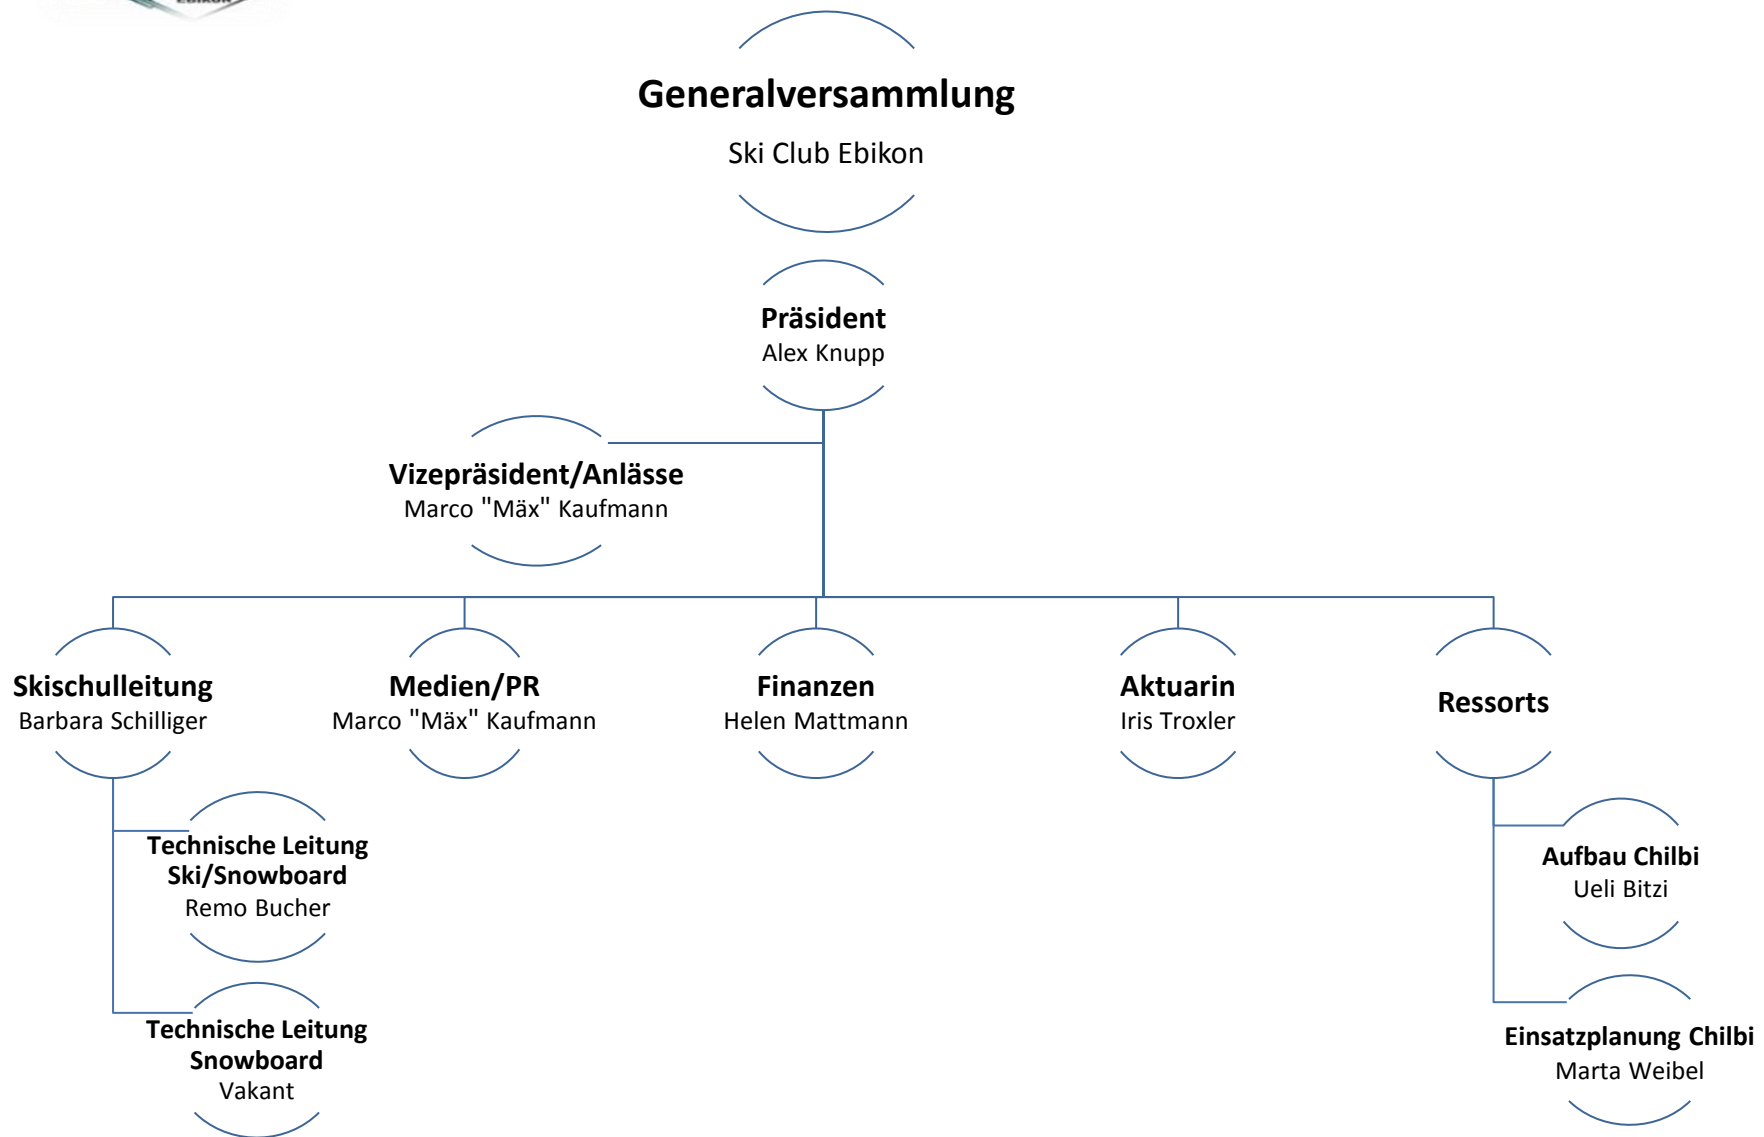 EBIKON
Generalversammlung
Ski Club Ebikon
Präsident
Alex Knupp
Vizepräsident/Anlässe
Marco "Mäx" Kaufmann
Skischulleitung
Barbara Schilliger
Medien/PR
Marco "Mäx" Kaufmann
Finanzen
Helen Mattmann
Aktuarin
Iris Troxler
Ressorts
Technische Leitung
Ski/Snowboard
Remo Bucher
Technische Leitung
Snowboard
Vakant
Aufbau Chilbi
Ueli Bitzi
Einsatzplanung Chilbi
Marta Weibel